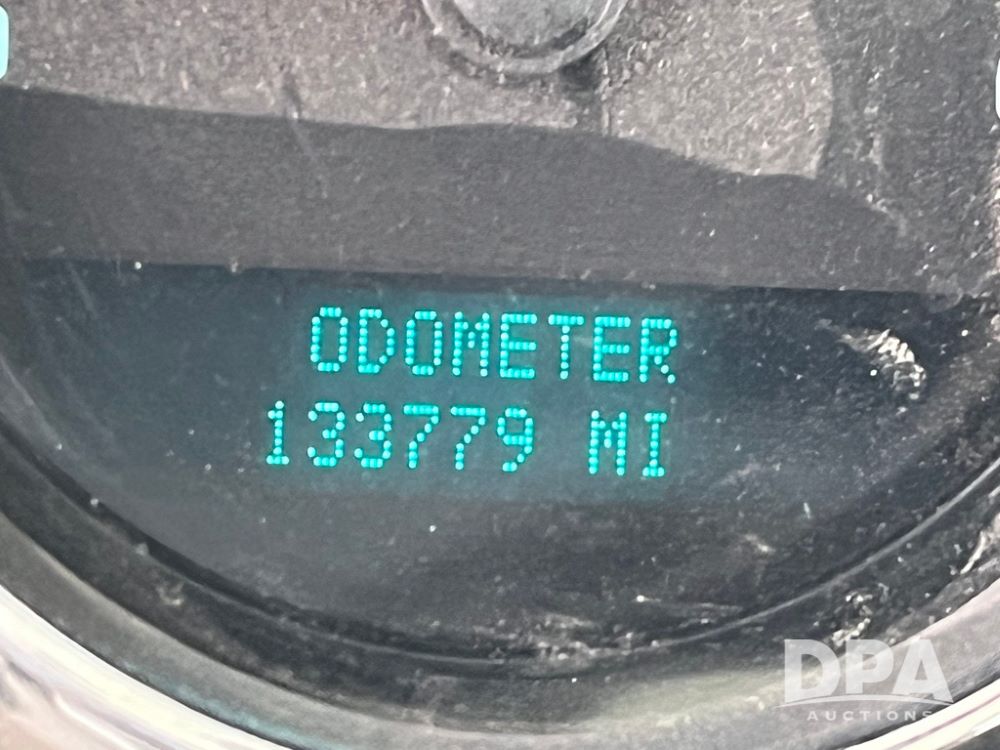 ODOMETER
133779 MI
DPA
AUCTIONS